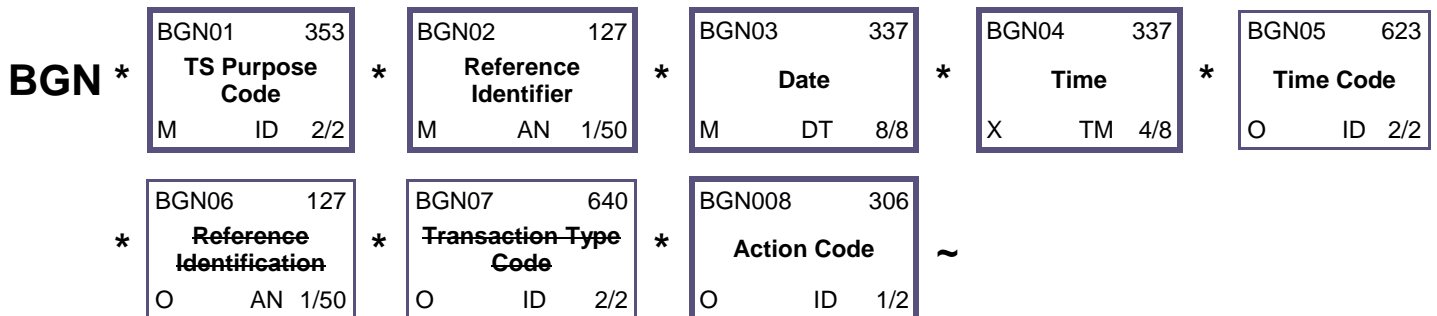 BGN * BGN01 353 * BGN02 127 * BGN03 337 * BGN04 337 * BGN05 623
TS Purpose Reference Date Time Time Code
Code Identifier
M ID 2/2 M AN 1/50 M DT 8/8 X TM 4/8 O ID 2/2
* BGN06 127 * BGN07 640 * BGN008 306 ~
Reference Transaction Type Action Code
Identification Code
O AN 1/50 O ID 2/2 O ID 1/2